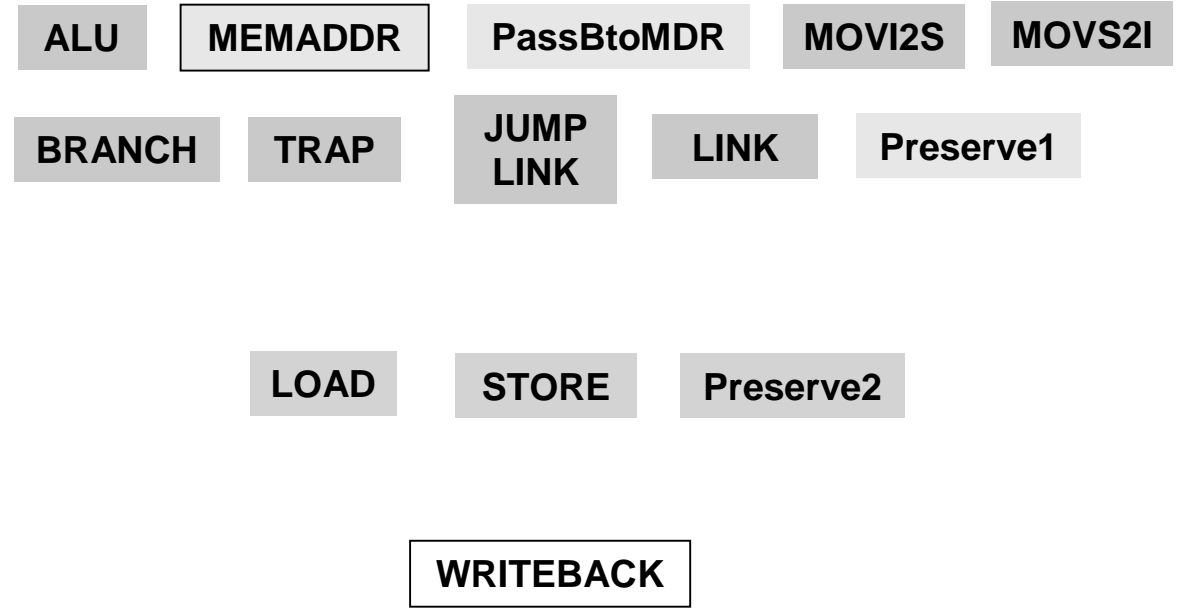 ALU MEMADDR PassBtoMDR MOVI2S MOVS2I
BRANCH TRAP JUMP LINK LINK Preserve1
LOAD STORE Preserve2
WRITEBACK